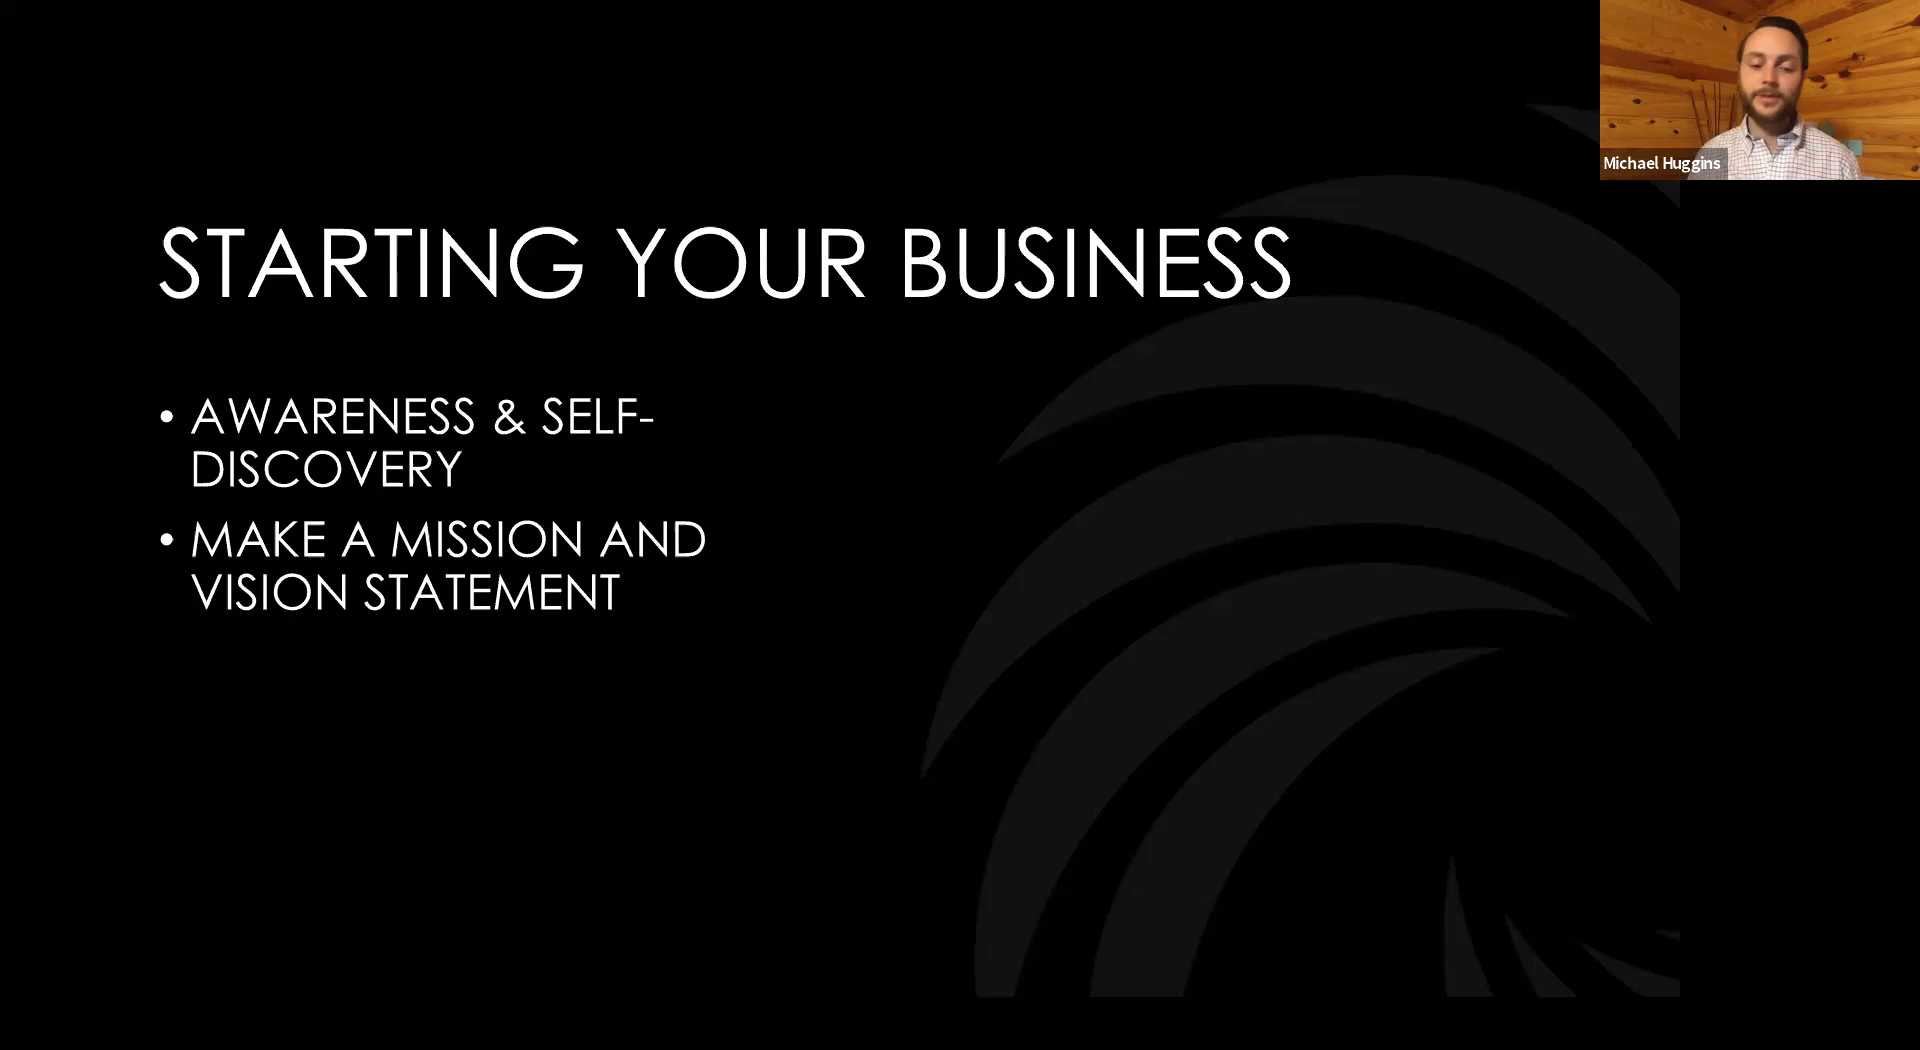 STARTING YOUR BUSINESS
• AWARENESS & SELF-
DISCOVERY
• MAKE A MISSION AND
VISION STATEMENT
Michael Huggins